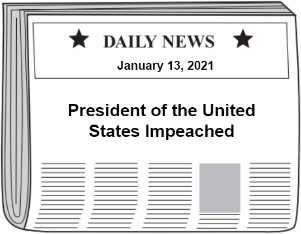 DAILY NEWS
January 13, 2021
President of the United
States Impeached